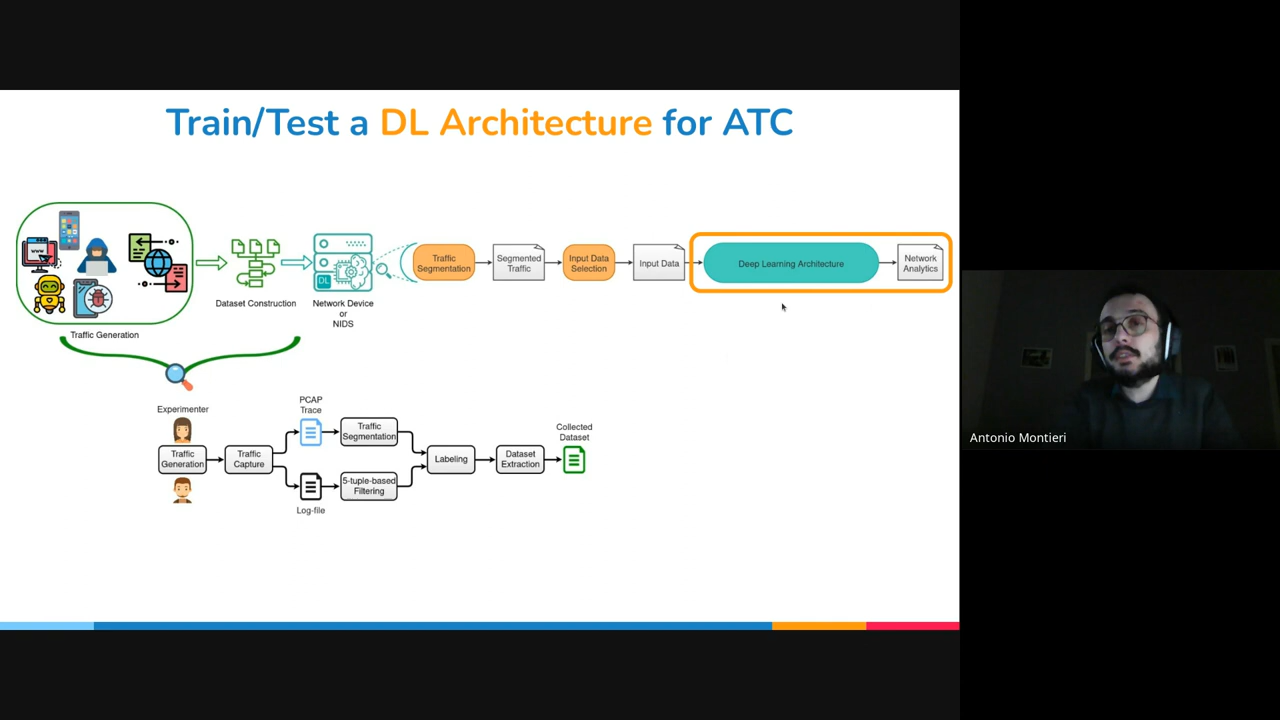 Train/Test a DL Architecture for ATC
www
DL
Traffic
Segmentation
Segmented
Traffic
Input Data
Selection
Input Data
Deep Learning Architecture
Network
Analytics
Dataset Construction
Network Device
or
NIDS
Traffic Generation
Experimenter
PCAP
Trace
Traffic
Segmentation
Collected
Dataset
Traffic
Generation
Traffic
Capture
Labeling
Dataset
Extraction
5-tuple-based
Filtering
Log-file
Antonio Montieri